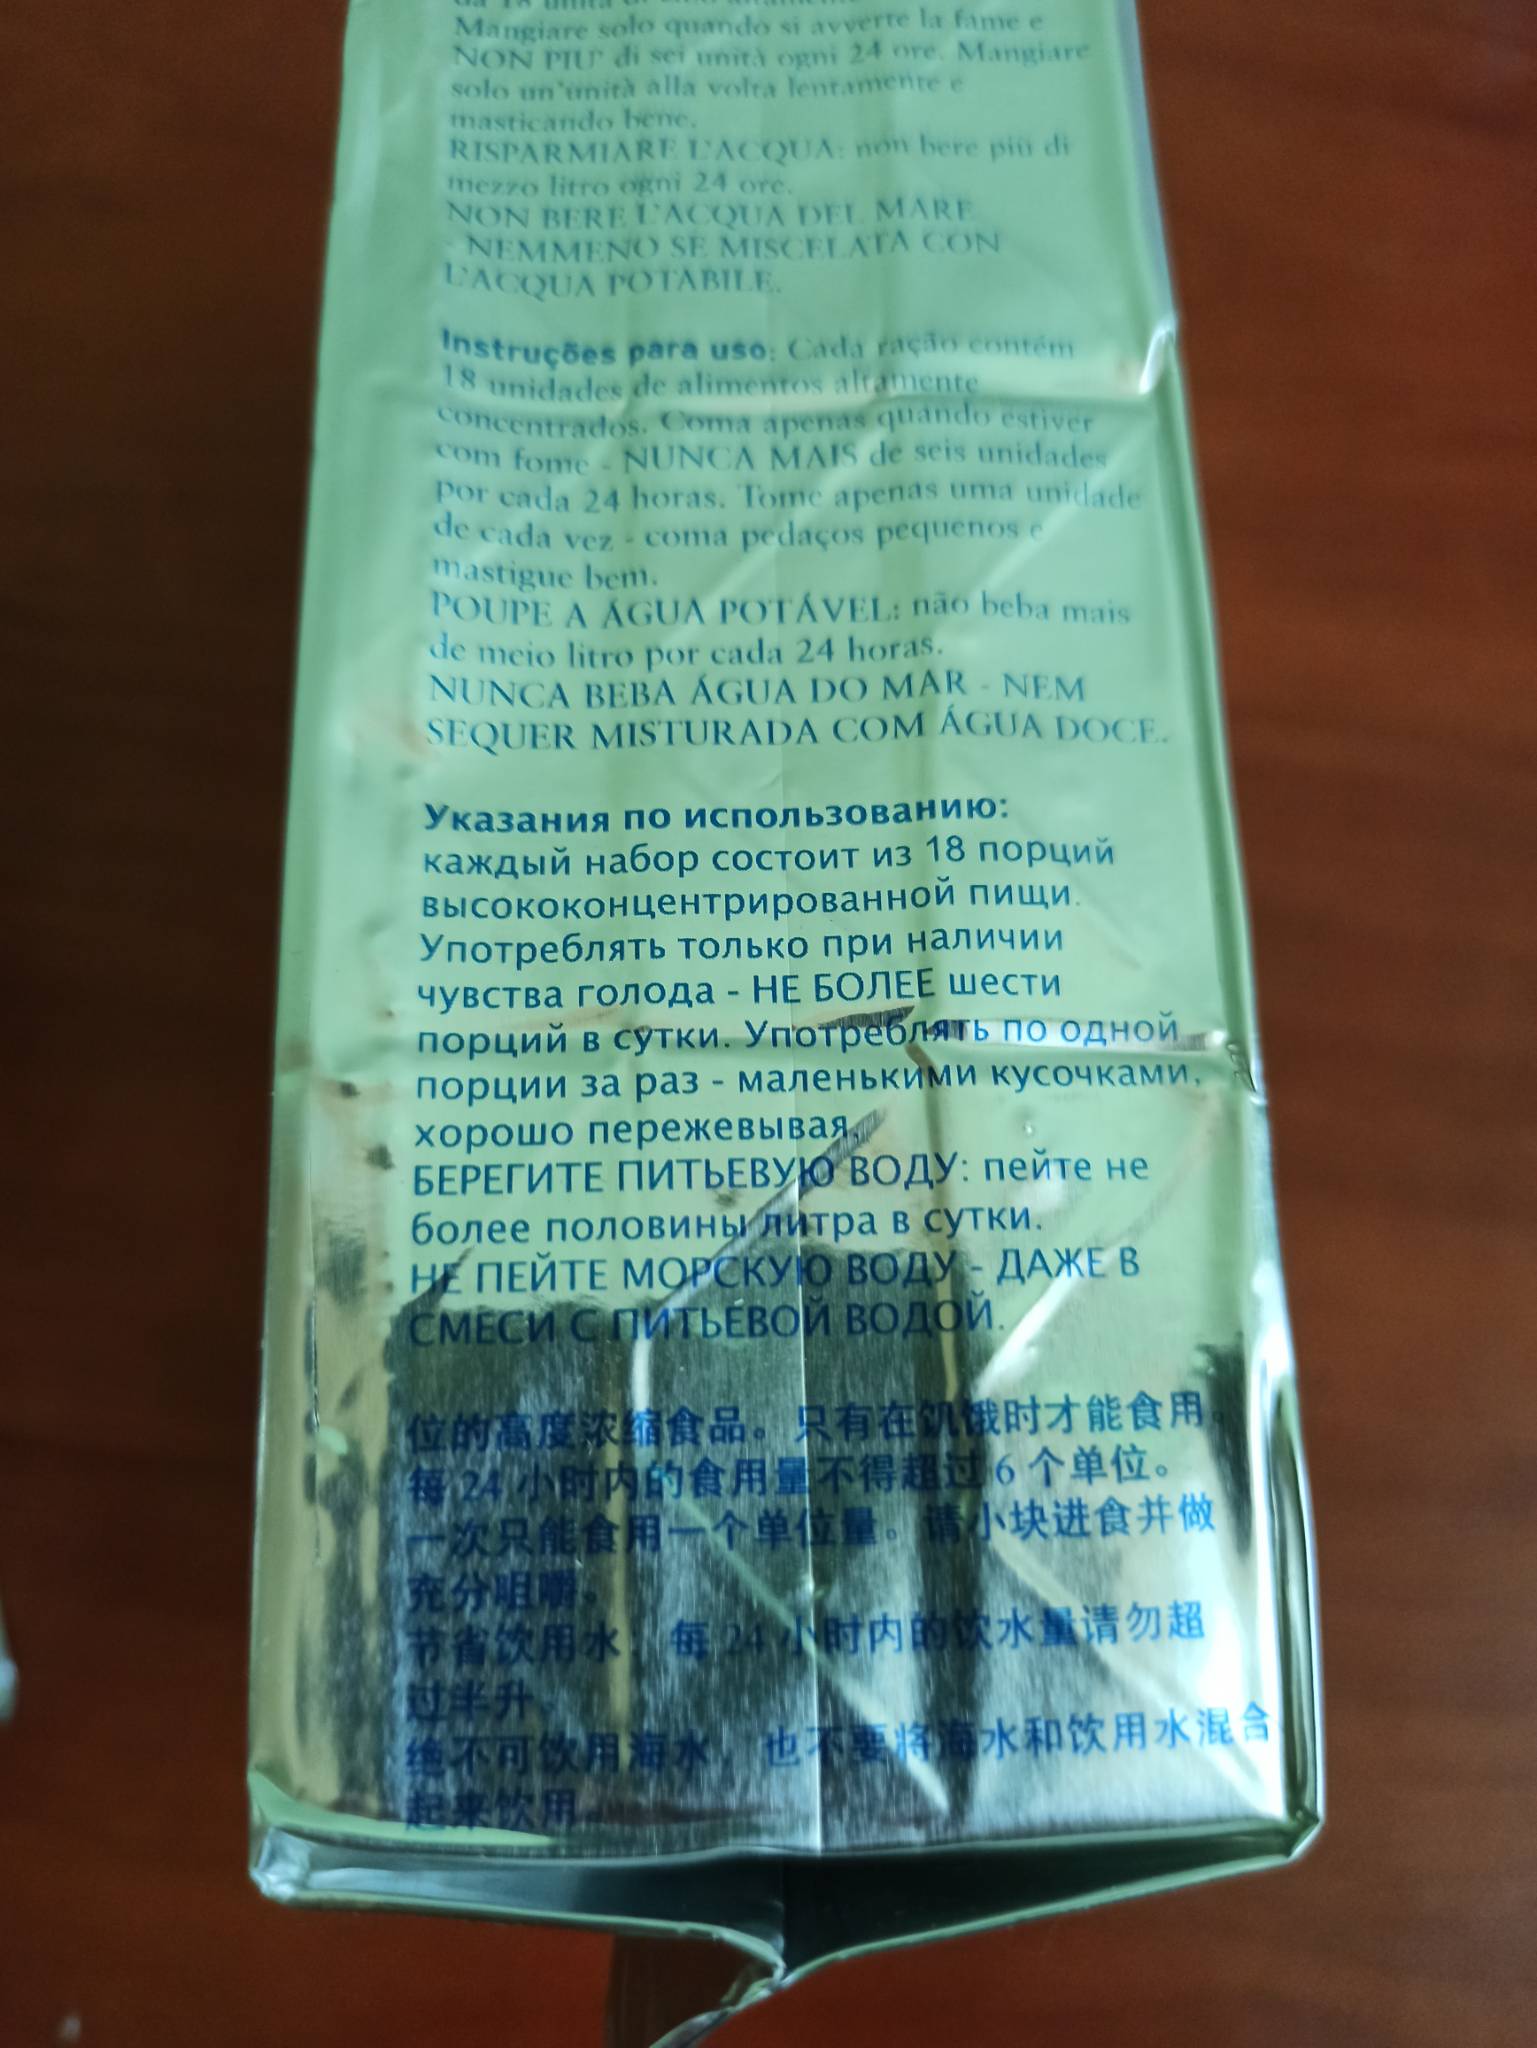 da 18 unità di
Mangiare solo quando si avverte la fame e
NON PIU' di sei unità ogni 24 ore. Mangiare
solo un'unità alla volta lentamente e
masticando bene.
RISPARMIARE L'ACQUA: non bere più di
mezzo litro ogni 24 ore.
NON BERE L'ACQUA DEL MARE
- NEMMENO SE MISCELATA CON
L'ACQUA POTABILE.
Instruções para uso: Cada ração contém
18 unidades de alimentos altamente
concentrados. Coma apenas quando estiver
com fome - NUNCA MAIS de seis unidades
por cada 24 horas. Tome apenas uma unidade
de cada vez - coma pedaços pequenos e
mastigue bem.
POUPE A ÁGUA POTÁVEL: não beba mais
de meio litro por cada 24 horas.
NUNCA BEBA ÁGUA DO MAR - NEM
SEQUER MISTURADA COM ÁGUA DOCE.
Указания по использованию:
каждый набор состоит из 18 порций
высококонцентрированной пищи.
Употреблять только при наличии
чувства голода - НЕ БОЛЕЕ шести
порций в сутки. Употреблять по одной
порции за раз - маленькими кусочками,
хорошо пережевывая.
БЕРЕГИТЕ ПИТЬЕВУЮ ВОДУ: пейте не
более половины литра в сутки.
НЕ ПЕЙТЕ МОРСКУЮ ВОДУ - ДАЖЕ В
СМЕСИ С ПИТЬЕВОЙ ВОДОЙ.
位的高度浓缩食品。只有在饥饿时才能食用。
每 24 小时内的食用量不得超过 6 个单位。
一次只能食用一个单位量。请小块进食并做
充分咀嚼。
节省饮用水：每 24 小时内的饮水量请勿超
过半升
绝不可饮用海水，也不要将海水和饮用水混合
起来饮用。